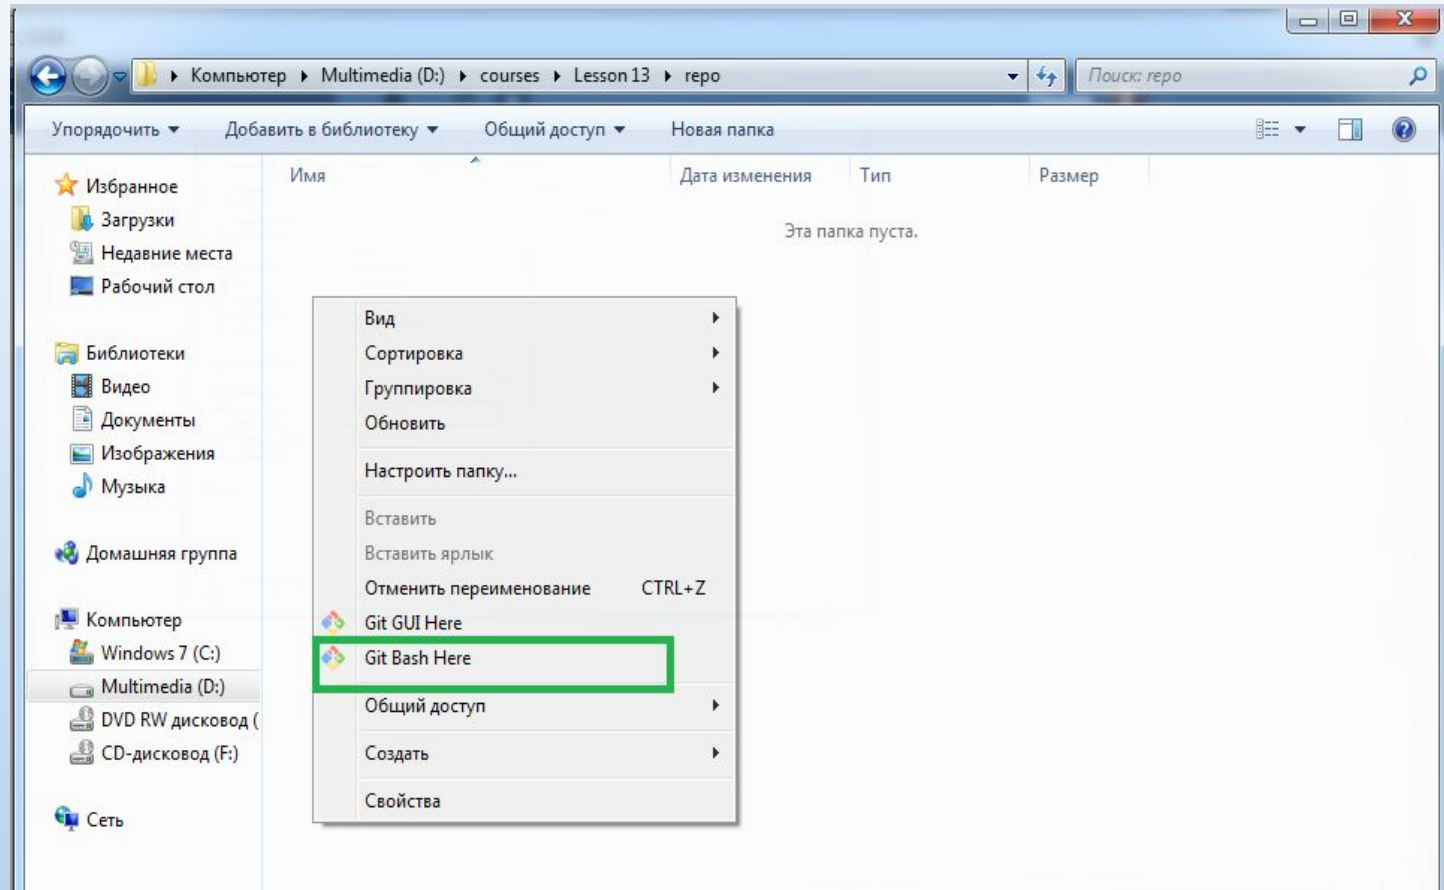 Компьютер Multimedia (D:) courses Lesson 13 repo
Поиск: repo
Упорядочить Добавить в библиотеку Общий доступ Новая папка
Имя Дата изменения Тип Размер
Эта папка пуста.
Избранное
Загрузки
Недавние места
Рабочий стол
Библиотеки
Видео
Документы
Изображения
Музыка
Домашняя группа
Компьютер
Windows 7 (C:)
Multimedia (D:)
DVD RW дисковод (
CD-дисковод (F:)
Сеть
Вид
Сортировка
Группировка
Обновить
Настроить папку...
Вставить
Вставить ярлык
Отменить переименование CTRL+Z
Git GUI Here
Git Bash Here
Общий доступ
Создать
Свойства